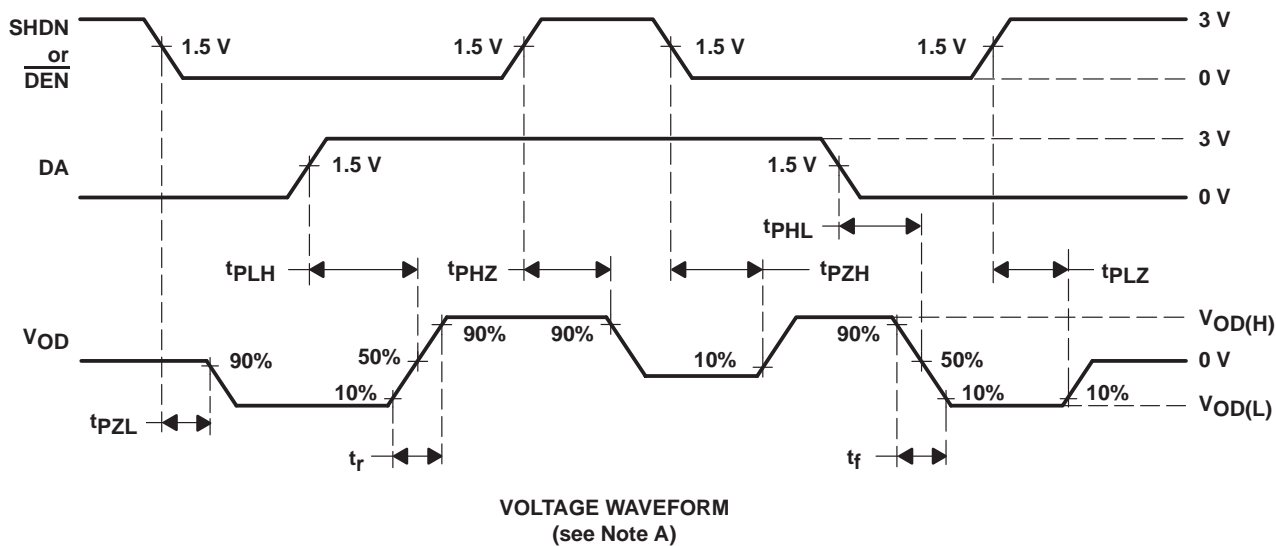 SHDN
or
DEN
1.5 V
1.5 V
1.5 V
1.5 V
3 V
0 V
DA
1.5 V
1.5 V
3 V
0 V
tPLH
tPHZ
tPZH
tPHL
tPLZ
VOD
90%
50%
10%
90%
90%
10%
90%
50%
10%
10%
VOD(H)
0 V
VOD(L)
tPZL
tr
tf
VOLTAGE WAVEFORM
(see Note A)